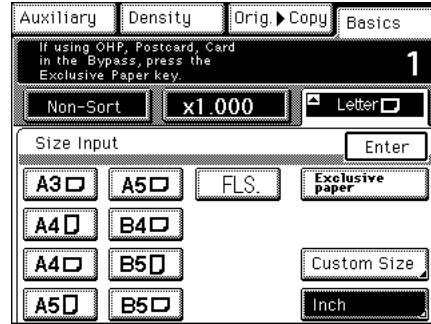 Auxiliary Density Orig.▶Copy Basics
If using OHP, Postcard, Card
in the Bypass, press the
Exclusive Paper key.
1
Non-Sort x1.000 Letter
Size Input Enter
A3 A5 FLS. Exclusive
paper
A4 B4
A4 B5 Custom Size
A5 B5 Inch